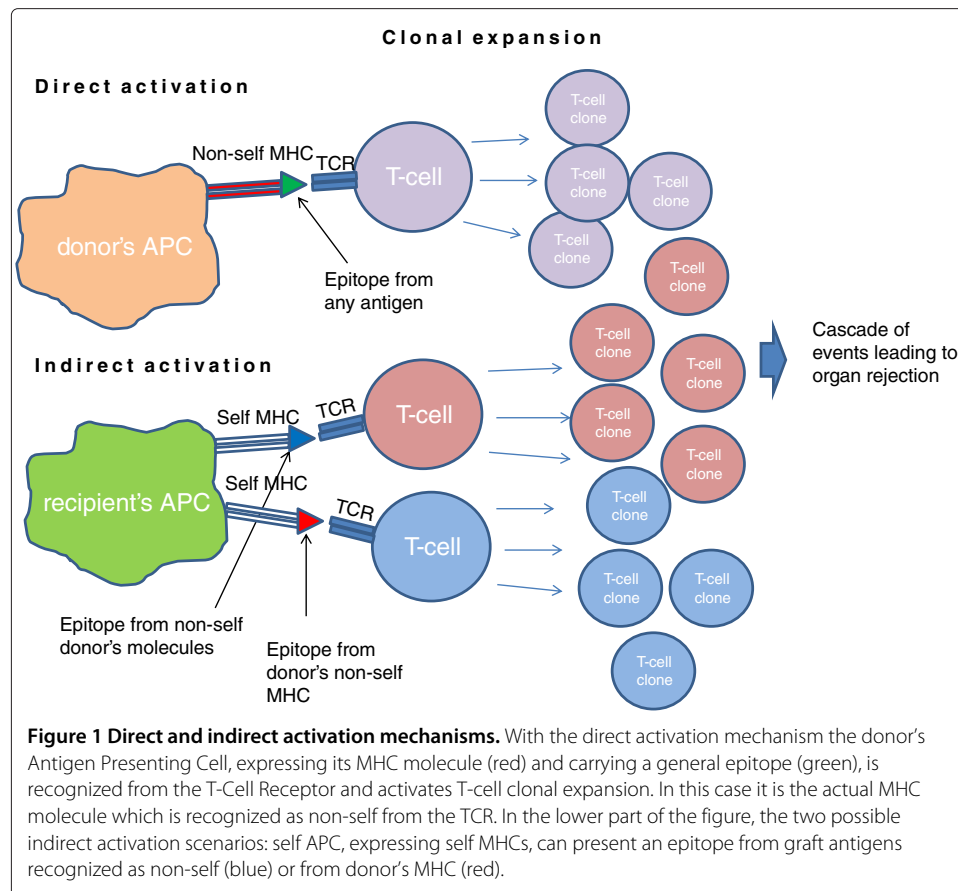 Clonal expansion
Direct activation
Non-self MHC
TCR
donor's APC
T-cell
Epitope from
any antigen
T-cell
clone
T-cell
clone
T-cell
clone
T-cell
clone
Indirect activation
Self MHC
TCR
T-cell
recipient's APC
Self MHC
TCR
T-cell
Epitope from non-self
donor's molecules
Epitope from
donor's non-self
MHC
T-cell
clone
T-cell
clone
T-cell
clone
T-cell
clone
T-cell
clone
T-cell
clone
T-cell
clone
T-cell
clone
T-cell
clone
Cascade of
events leading to
organ rejection
Figure 1 Direct and indirect activation mechanisms. With the direct activation mechanism the donor's
Antigen Presenting Cell, expressing its MHC molecule (red) and carrying a general epitope (green), is
recognized from the T-Cell Receptor and activates T-cell clonal expansion. In this case it is the actual MHC
molecule which is recognized as non-self from the TCR. In the lower part of the figure, the two possible
indirect activation scenarios: self APC, expressing self MHCs, can present an epitope from graft antigens
recognized as non-self (blue) or from donor's MHC (red).